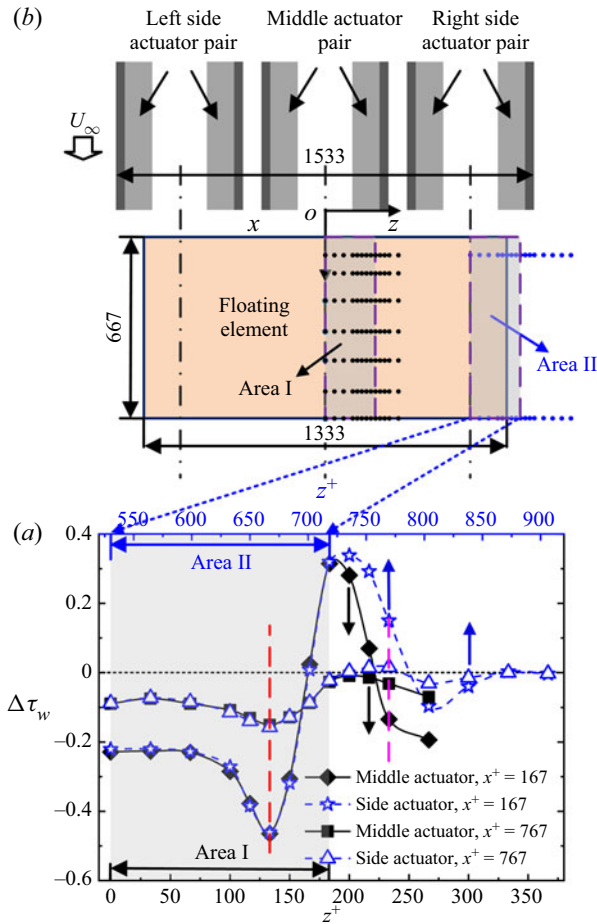 (b)
Left side
actuator pair
Middle actuator
pair
Right side
actuator pair
U∞
1533
x
o
z
667
Floating
element
Area I
Area II
1333
z+
550
600
650
700
750
800
850
900
(a)
0.4
0.2
0
−0.2
−0.4
−0.6
Δτw
Area II
Middle actuator, x+ = 167
Side actuator, x+ = 167
Middle actuator, x+ = 767
Side actuator, x+ = 767
Area I
0
50
100
150
200
250
300
350
z+